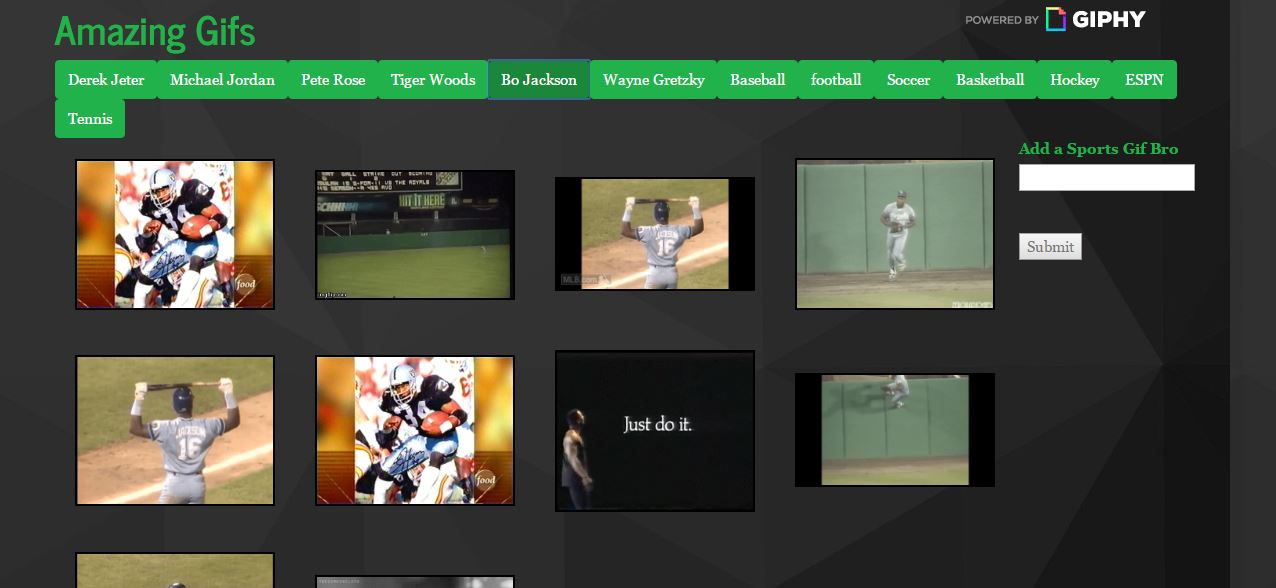 Amazing Gifs
POWERED BY GIPHY
Derek Jeter Michael Jordan Pete Rose Tiger Woods Bo Jackson Wayne Gretzky Baseball football Soccer Basketball Hockey ESPN
Tennis
Add a Sports Gif Bro
Submit
34
food
HIT IT HERE
JACKSON
16
MLB.com
JACKSON
16
34
food
Just do it.